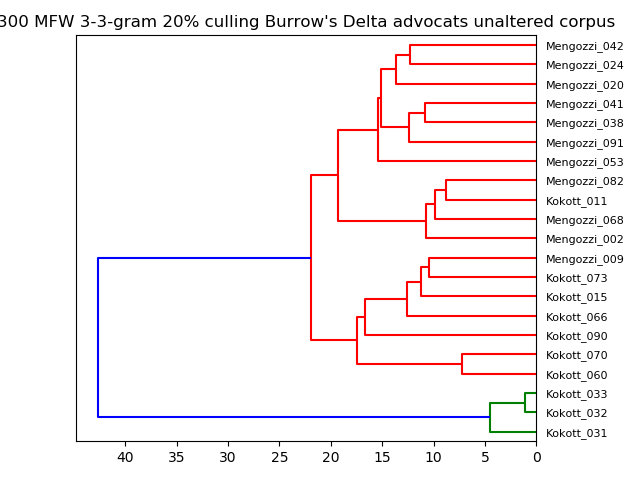 300 MFW 3-3-gram 20% culling Burrow's Delta advocats unaltered corpus
Mengozzi_042
Mengozzi_024
Mengozzi_020
Mengozzi_041
Mengozzi_038
Mengozzi_091
Mengozzi_053
Mengozzi_082
Kokott_011
Mengozzi_068
Mengozzi_002
Mengozzi_009
Kokott_073
Kokott_015
Kokott_066
Kokott_090
Kokott_070
Kokott_060
Kokott_033
Kokott_032
Kokott_031
40 35 30 25 20 15 10 5 0